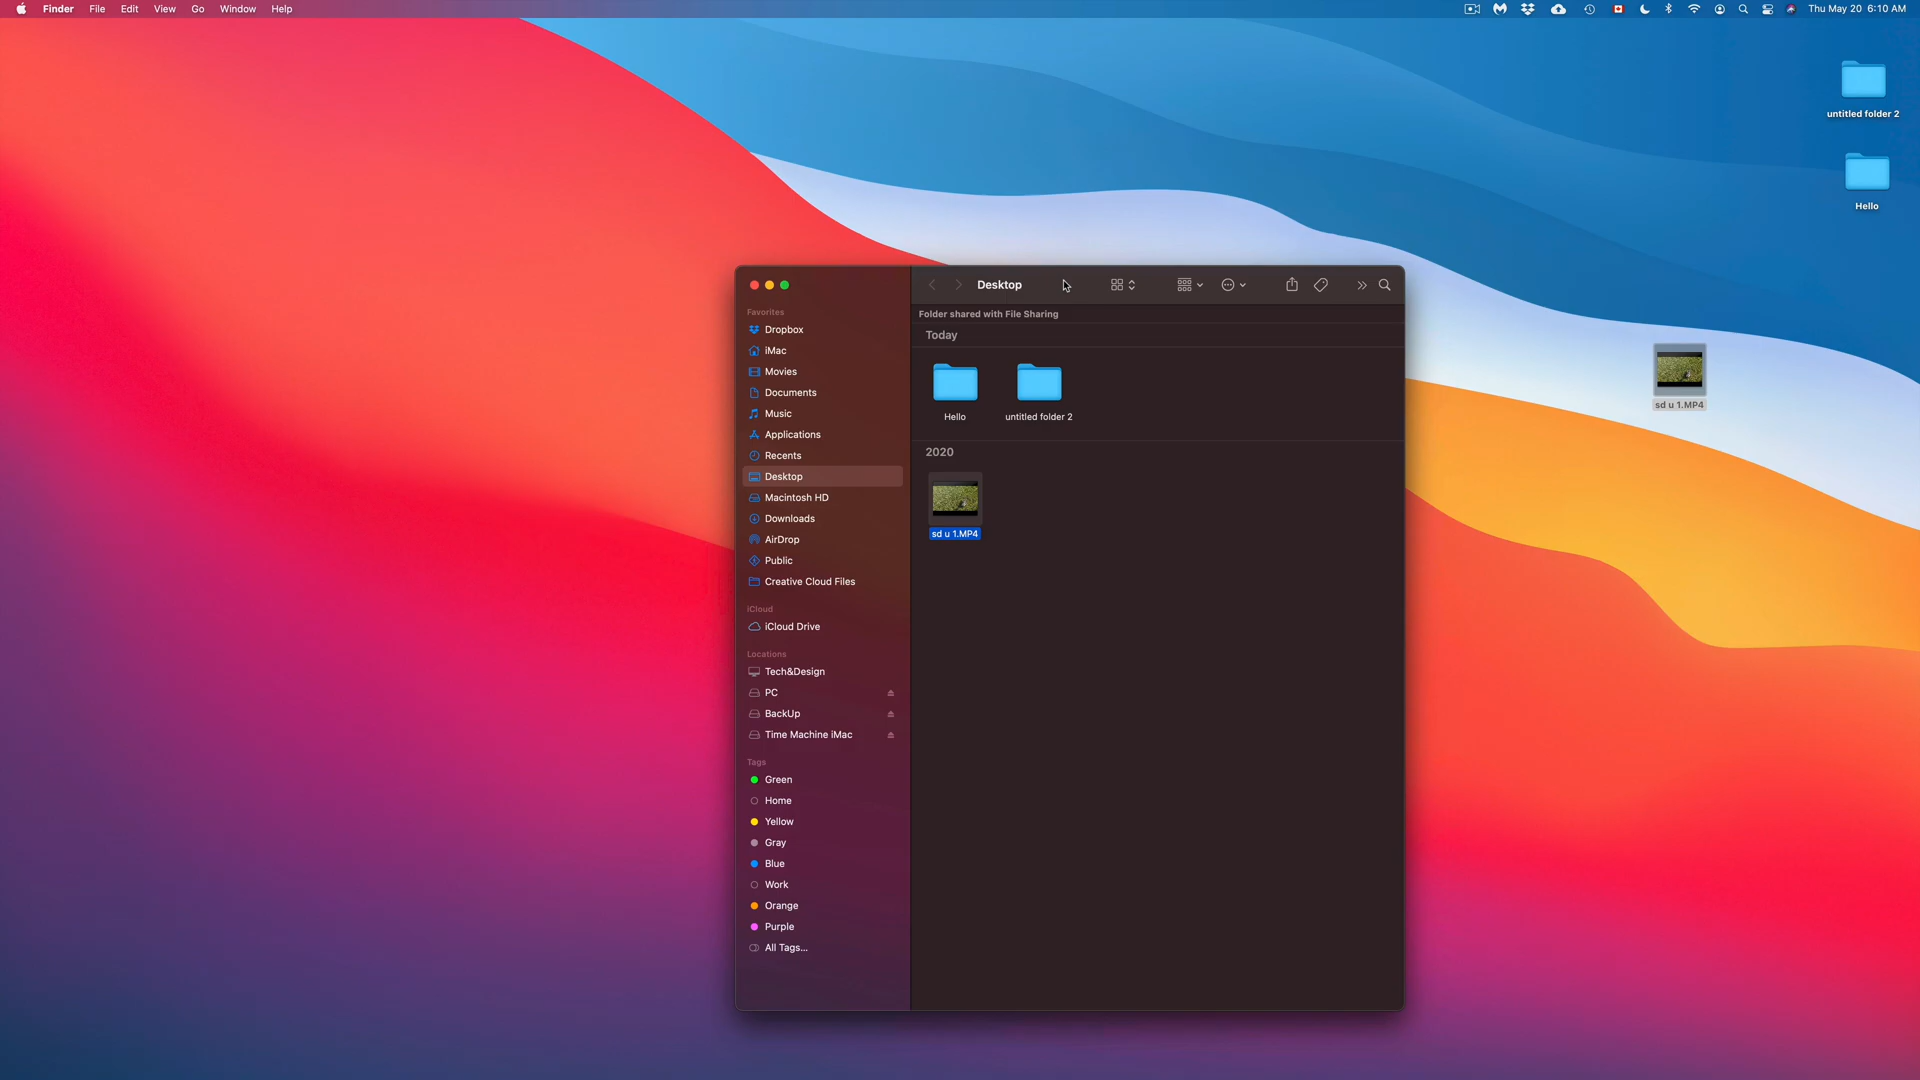 Finder File Edit View Go Window Help
Thu May 20 6:10 AM
untitled folder 2
Hello
sd u 1.MP4
Desktop
Folder shared with File Sharing
Today
Hello
untitled folder 2
2020
sd u 1.MP4
Favorites
Dropbox
iMac
Movies
Documents
Music
Applications
Recents
Desktop
Macintosh HD
Downloads
AirDrop
Public
Creative Cloud Files
iCloud
iCloud Drive
Locations
Tech&Design
PC
BackUp
Time Machine iMac
Tags
Green
Home
Yellow
Gray
Blue
Work
Orange
Purple
All Tags...